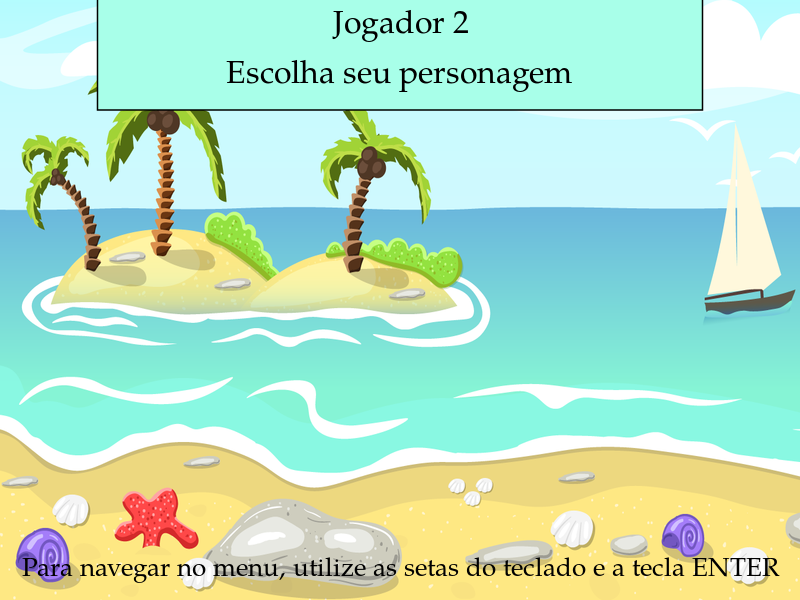 Jogador 2
Escolha seu personagem
Para navegar no menu, utilize as setas do teclado e a tecla ENTER